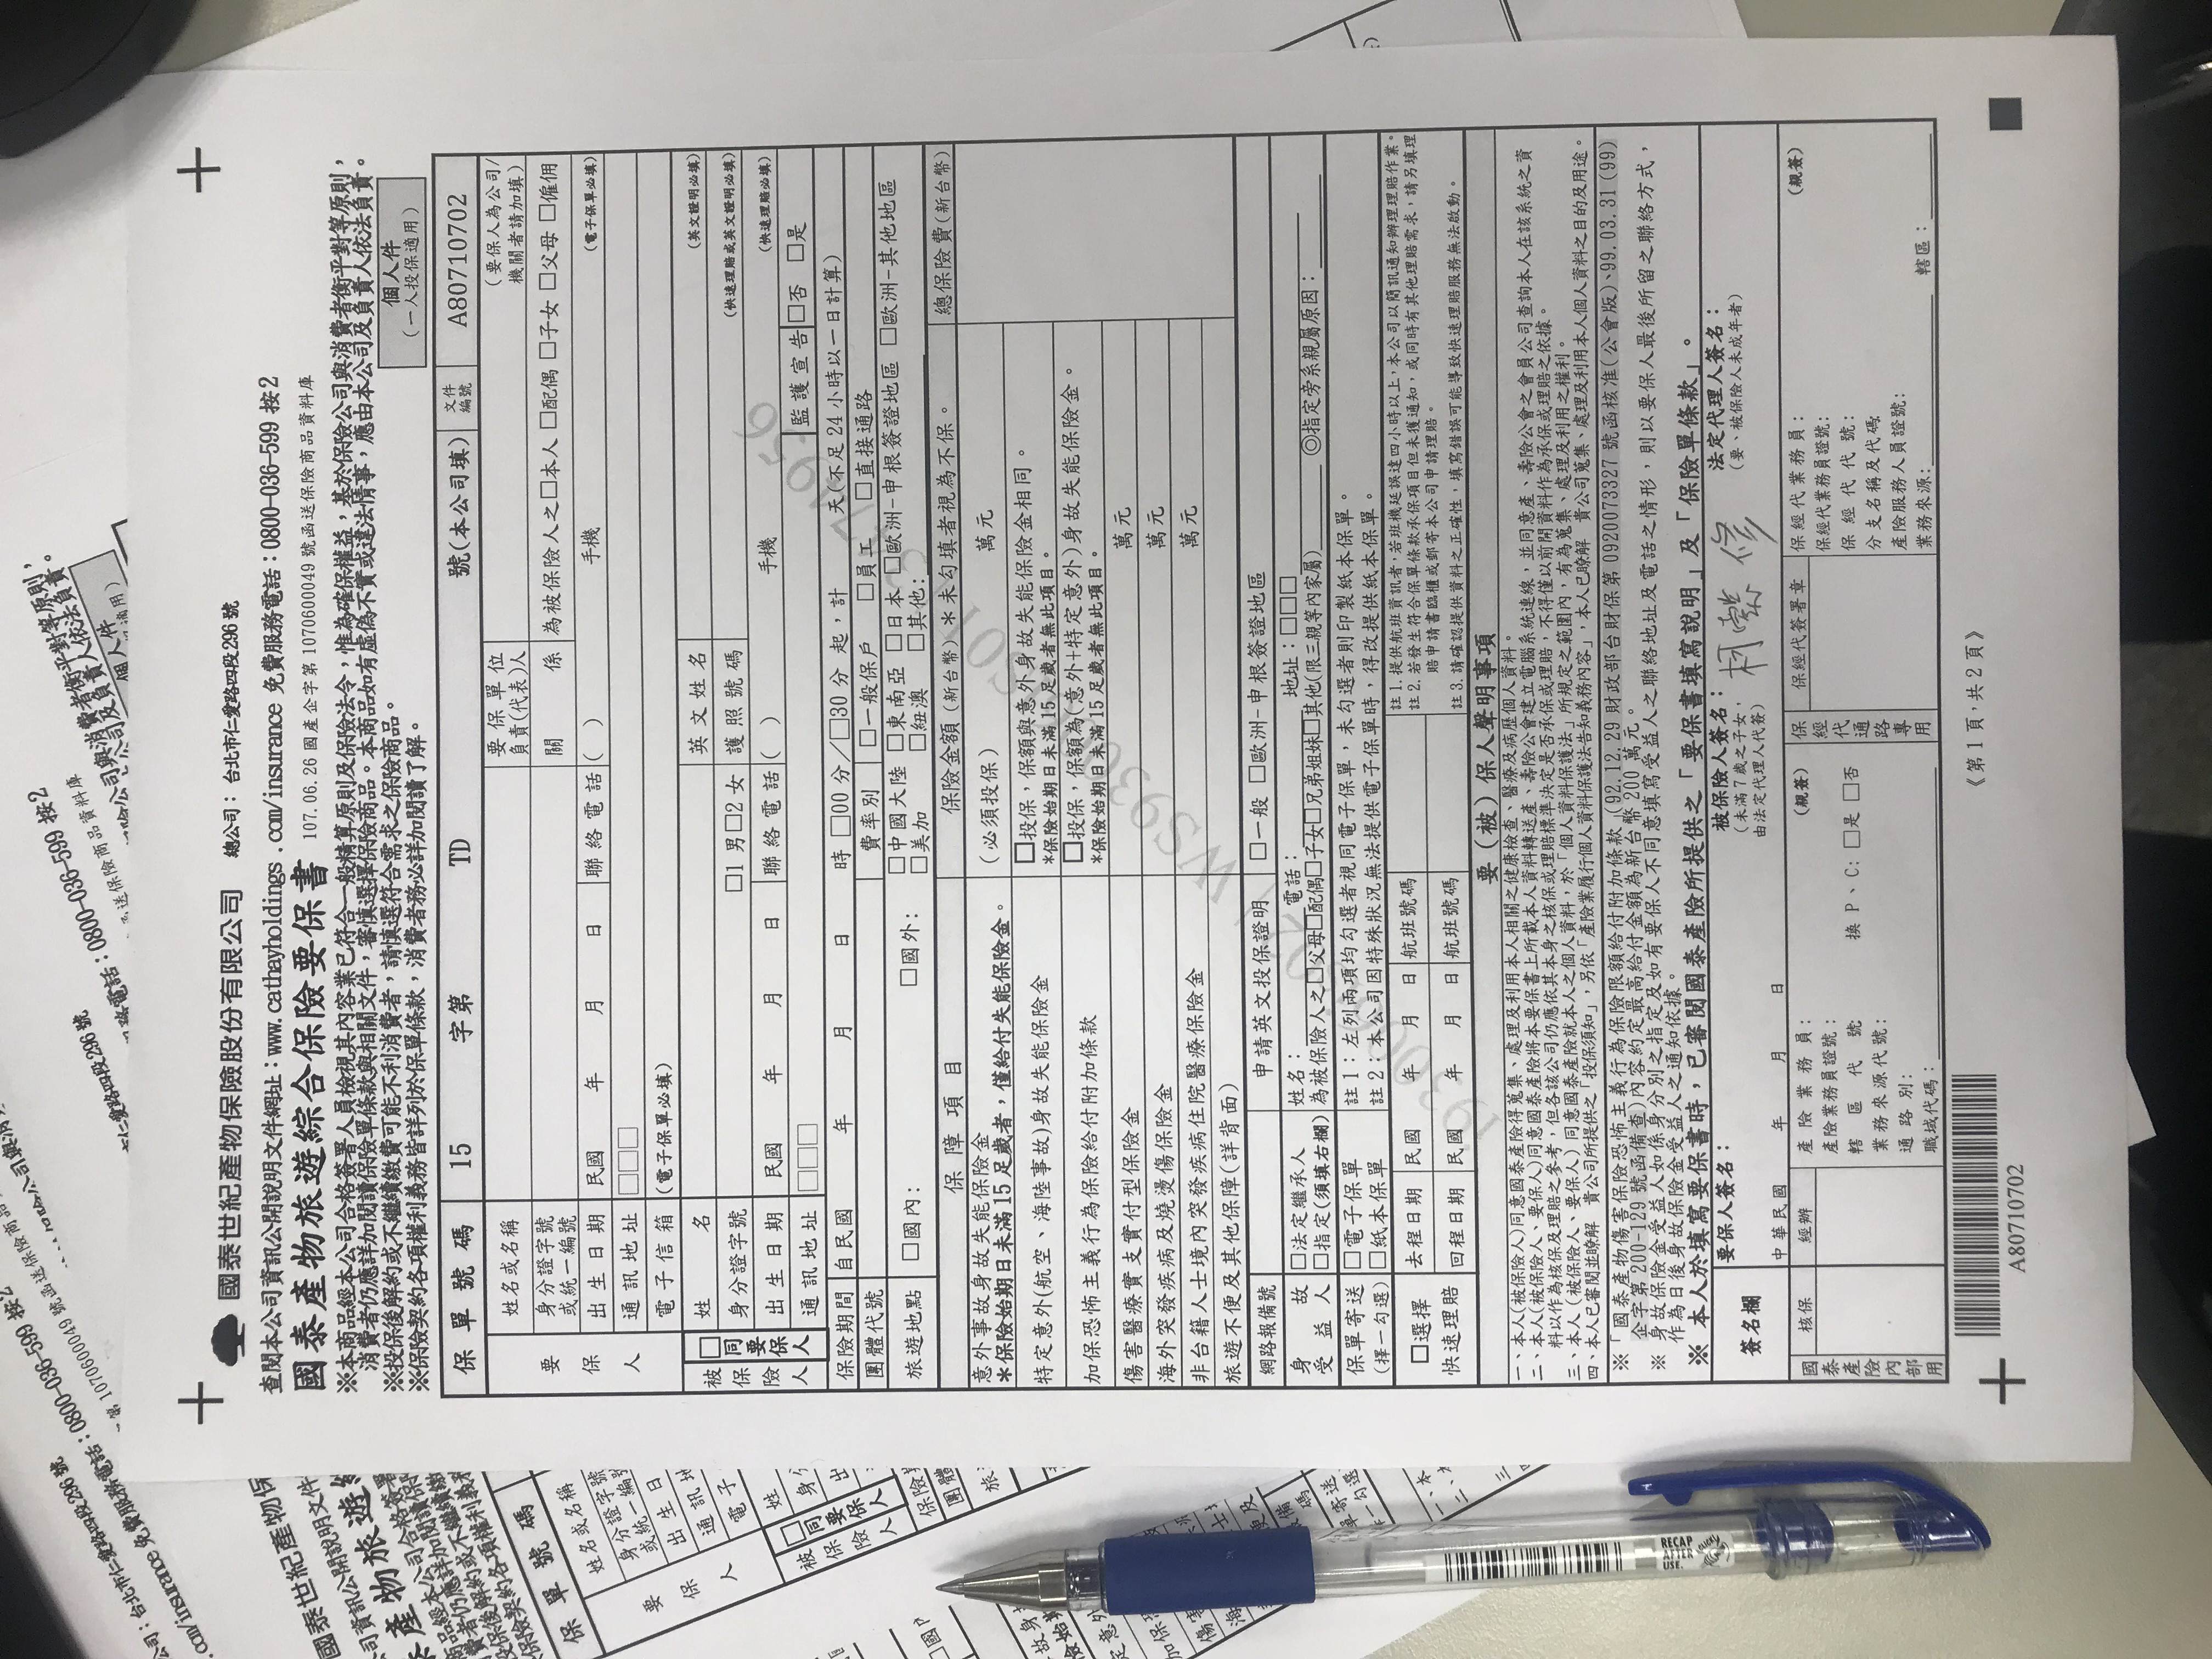 國泰世紀產物保險股份有限公司 總公司：台北市仁愛路四段296號
查閱本公司資訊公開說明文件網址：www.cathayholdings.com/insurance 免費服務電話：0800-036-599 按2
國泰產物旅遊綜合保險要保書 107.06.26 國產企字第 1070600049 號函送保險商品資料庫
※本商品經本公司合格簽署人員檢視其內容業已符合一般精算原則及保險法令，惟為確保權益，基於保險公司與消費者衡平對等原則，
消費者仍應詳加閱讀保險單條款與相關文件，審慎選擇保險商品。本商品如有虛偽不實或違法情事，應由本公司及負責人依法負責。
※投保後解約或不繼續繳費可能不利消費者，請慎選符合需求之保險商品。
※保險契約各項權利義務皆詳列於保單條款，消費者務必詳加閱讀了解。
個人件
（一人投保適用）
保單號碼 15 字第 TD 號(本公司填) 文件編號 A80710702
要保人
姓名或名稱 要保單位負責(代表)人 (要保人為公司/機關者請加填)
身分證字號或統一編號 關係 為被保險人之□本人 □配偶 □子女 □父母 □僱佣
出生日期 民國 年 月 日 聯絡電話 ( ) 手機 (電子保單必填)
通訊地址 □□□
電子信箱 (電子保單必填)
被保險人 □同要保人
姓名 英文姓名 (英文證明必填)
身分證字號 □1 男□2 女 護照號碼 (快速理賠或英文證明必填)
出生日期 民國 年 月 日 聯絡電話 ( ) 手機 (快速理賠必填)
通訊地址 □□□ 監護宣告 □否 □是
保險期間 自民國 年 月 日 時 □00 分／□30 分 起，計 天(不足 24 小時以一日計算)
團體代號 費率別 □一般保戶 □員工 □直接通路
旅遊地點 □國內: □國外: □中國大陸 □東南亞 □日本 □歐洲-申根簽證地區 □歐洲-其他地區
□美加 □紐澳 □其他:
保障項目 保險金額（新台幣）＊未勾填者視為不保。 總保險費(新台幣)
意外事故身故失能保險金 （必須投保） 萬元
＊保險始期日未滿 15 足歲者，僅給付失能保險金。
特定意外(航空、海陸事故)身故失能保險金 □投保，保額與意外身故失能保險金相同。
*保險始期日未滿 15 足歲者無此項目。
加保恐怖主義行為保險給付附加條款 □投保，保額為(意外+特定意外)身故失能保險金。
*保險始期日未滿 15 足歲者無此項目。
傷害醫療實支實付型保險金 萬元
海外突發疾病及燒燙傷保險金 萬元
非台籍人士境內突發疾病住院醫療保險金 萬元
旅遊不便及其他保障(詳背面)
網路報備號 申請英文投保證明 □一般 □歐洲-申根簽證地區
身故受益人 □法定繼承人 姓名： 電話： 地址：□□□
□指定(須填右欄) 為被保險人之□父母□配偶□子女□兄弟姐妹□其他(限三親等內家屬) ◎指定旁系親屬原因：
保單寄送 □電子保單 註 1：左列兩項均勾選者視同電子保單，未勾選者則印製紙本保單。
(擇一勾選) □紙本保單 註 2：本公司因特殊狀況無法提供電子保單時，得改提供紙本保單。
□選擇快速理賠
去程日期 民國 年 月 日 航班號碼
回程日期 民國 年 月 日 航班號碼
註 1.提供航班資訊者，若班機延誤達四小時以上，本公司以簡訊通知辦理理賠作業。
註 2.若發生符合保單條款承保項目但未獲通知，或同時有其他理賠需求，請另填理
賠申請書臨櫃或郵寄本公司申請理賠。
註 3.請確認提供資料之正確性，填寫錯誤可能導致快速理賠服務無法啟動。
要（被）保人聲明事項
一、本人(被保險人)同意國泰產險得蒐集、處理及利用本人相關之健康檢查、醫療及病歷個人資料。
二、本人(被保險人、要保人)同意國泰產險將本要保書上所載本人資料轉送產、壽險公會建立電腦系統連線，並同意產、壽險公會之會員公司查詢本人在該系統之資
料以作為核保及理賠之參考，但各該公司仍應依其本身之核保或理賠標準決定是否承保或理賠，不得僅以前開資料作為承保或理賠之依據。
三、本人（被保險人、要保人）同意國泰產險就本人之個人資料，於「個人資料保護法」所規定之範圍內，有為蒐集、處理及利用之權利。
四、本人已審閱並瞭解 貴公司所提供之「投保須知」，另依「產險業履行個人資料保護法告知義務內容」，本人已瞭解 貴公司蒐集、處理及利用本人個人資料之目的及用途。
※「國泰產物傷害保險恐怖主義行為保險限額給付附加條款」(92.12.29 財政部台財保第 0920073327 號函核准(公會版)、99.03.31 (99)
企字第 200-129 號函備查)內容約定最高給付金額為新台幣 200 萬元。
※ 身故保險金受益人如係身分別之指定及如有要保人不同意填寫受益人之聯絡地址及電話之情形，則以要保人最後所留之聯絡方式，
作為日後身故保險金受益人之通知依據。
※ 本人於填寫要保書時，已審閱國泰產險所提供之「要保書填寫說明」及「保險單條款」。
簽名欄
要保人簽名：
中華民國 年 月 日
被保險人簽名：
(未滿 7 歲之子女，
由法定代理人代簽)
法定代理人簽名：
(要、被保險人未成年者)
國泰產險內部用
核保 經辦
產險業務員: (親簽)
產險業務員證號：
轄區代號
換 P、C: □是 □否
業務來源代號：
通路別:
職域代碼：
保經代通路專用
保經代簽署章
保經代業務員： (親簽)
保經代業務員證號:
保經代代號：
分支名稱及代碼
產險服務人員證號:
業務來源: 轄區：
A80710702
《第 1 頁，共 2 頁》